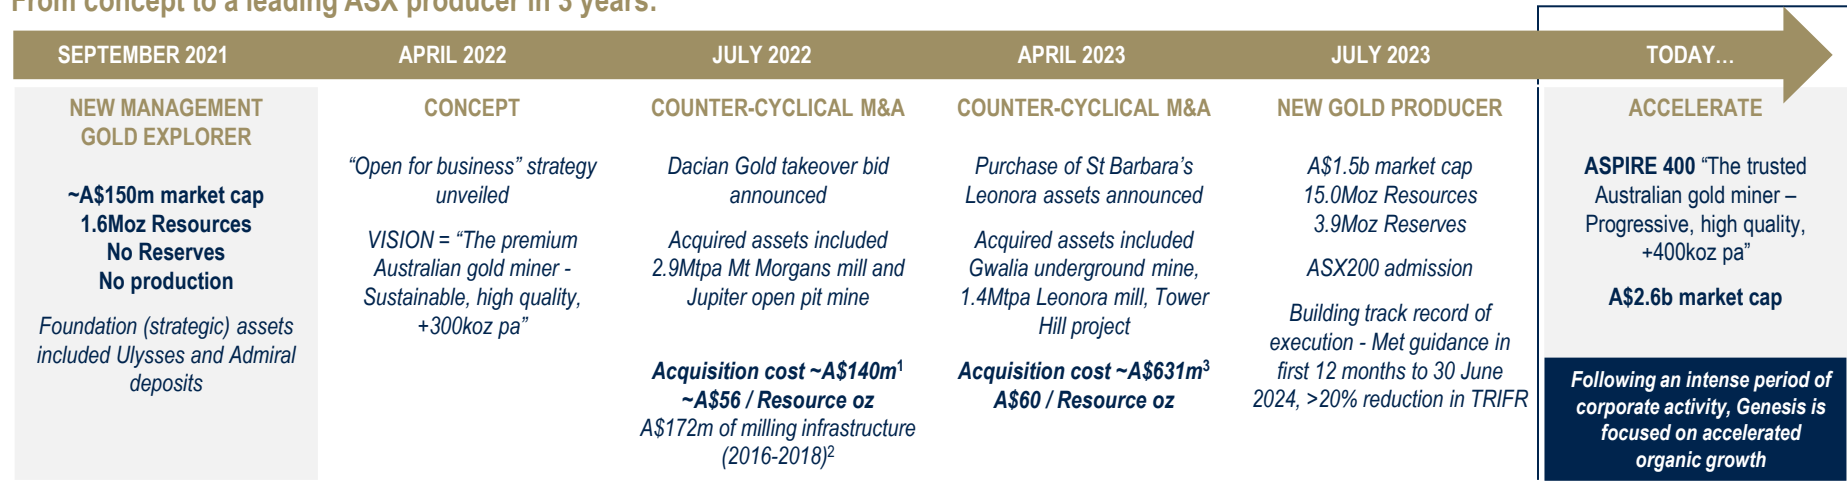 From concept to a leading ASX producer in 3 years:
SEPTEMBER 2021
APRIL 2022
JULY 2022
APRIL 2023
JULY 2023
TODAY…
NEW MANAGEMENT
GOLD EXPLORER
~A$150m market cap
1.6Moz Resources
No Reserves
No production
Foundation (strategic) assets
included Ulysses and Admiral
deposits
CONCEPT
“Open for business” strategy
unveiled
VISION = “The premium
Australian gold miner -
Sustainable, high quality,
+300koz pa”
COUNTER-CYCLICAL M&A
Dacian Gold takeover bid
announced
Acquired assets included
2.9Mtpa Mt Morgans mill and
Jupiter open pit mine
Acquisition cost ~A$140m¹
~A$56 / Resource oz
A$172m of milling infrastructure
(2016-2018)²
COUNTER-CYCLICAL M&A
Purchase of St Barbara’s
Leonora assets announced
Acquired assets included
Gwalia underground mine,
1.4Mtpa Leonora mill, Tower
Hill project
Acquisition cost ~A$631m³
A$60 / Resource oz
NEW GOLD PRODUCER
A$1.5b market cap
15.0Moz Resources
3.9Moz Reserves
ASX200 admission
Building track record of
execution - Met guidance in
first 12 months to 30 June
2024, >20% reduction in TRIFR
ACCELERATE
ASPIRE 400 “The trusted
Australian gold miner –
Progressive, high quality,
+400koz pa”
A$2.6b market cap
Following an intense period of
corporate activity, Genesis is
focused on accelerated
organic growth